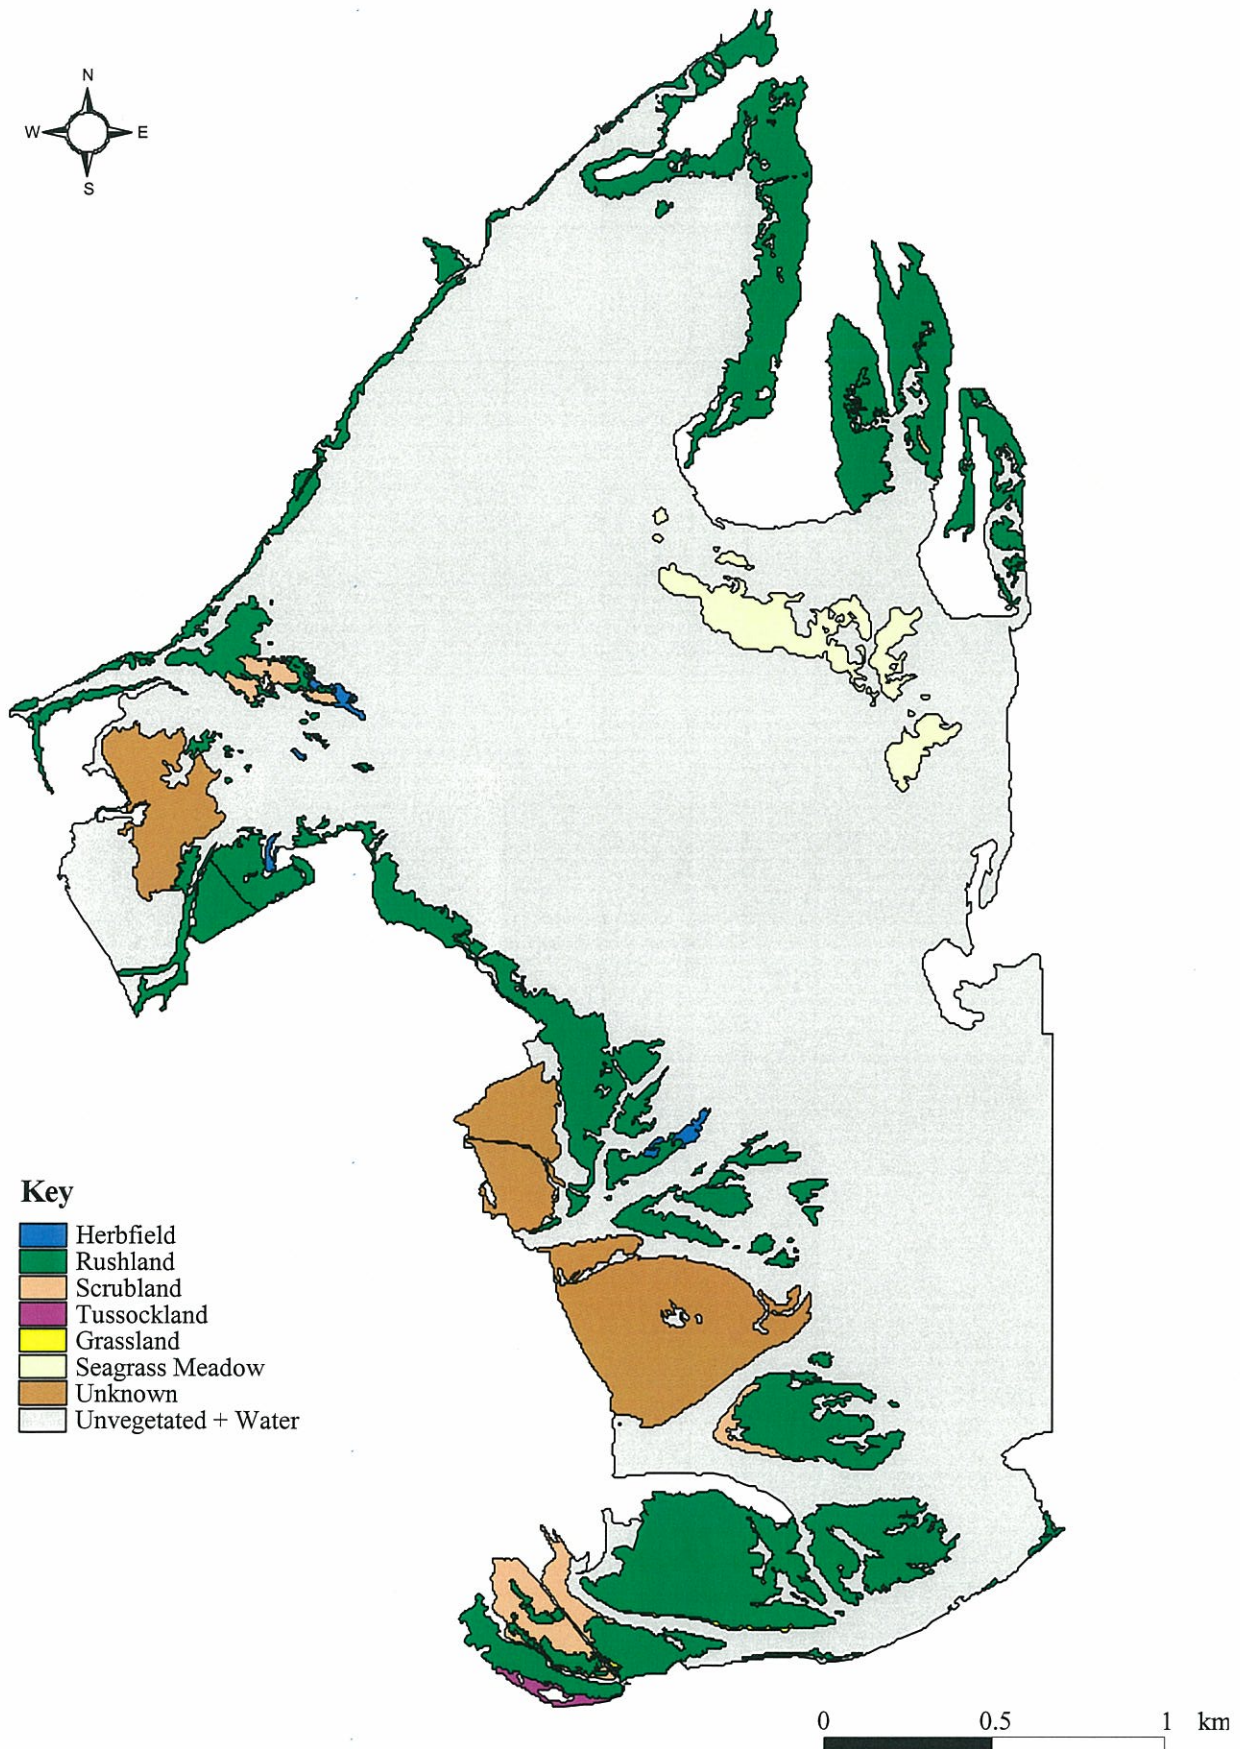 N
W E
S
Key
Herbfield
Rushland
Scrubland
Tussockland
Grassland
Seagrass Meadow
Unknown
Unvegetated + Water
0 0.5 1 km